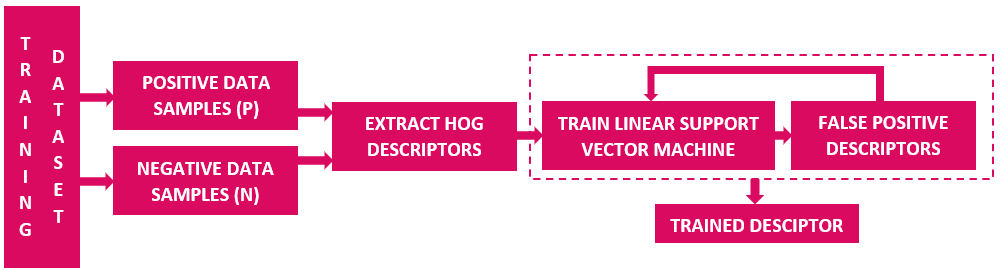 TRAINING
DATASET
POSITIVE DATA
SAMPLES (P)
NEGATIVE DATA
SAMPLES (N)
EXTRACT HOG
DESCRIPTORS
TRAIN LINEAR SUPPORT
VECTOR MACHINE
FALSE POSITIVE
DESCRIPTORS
TRAINED DESCIPTOR